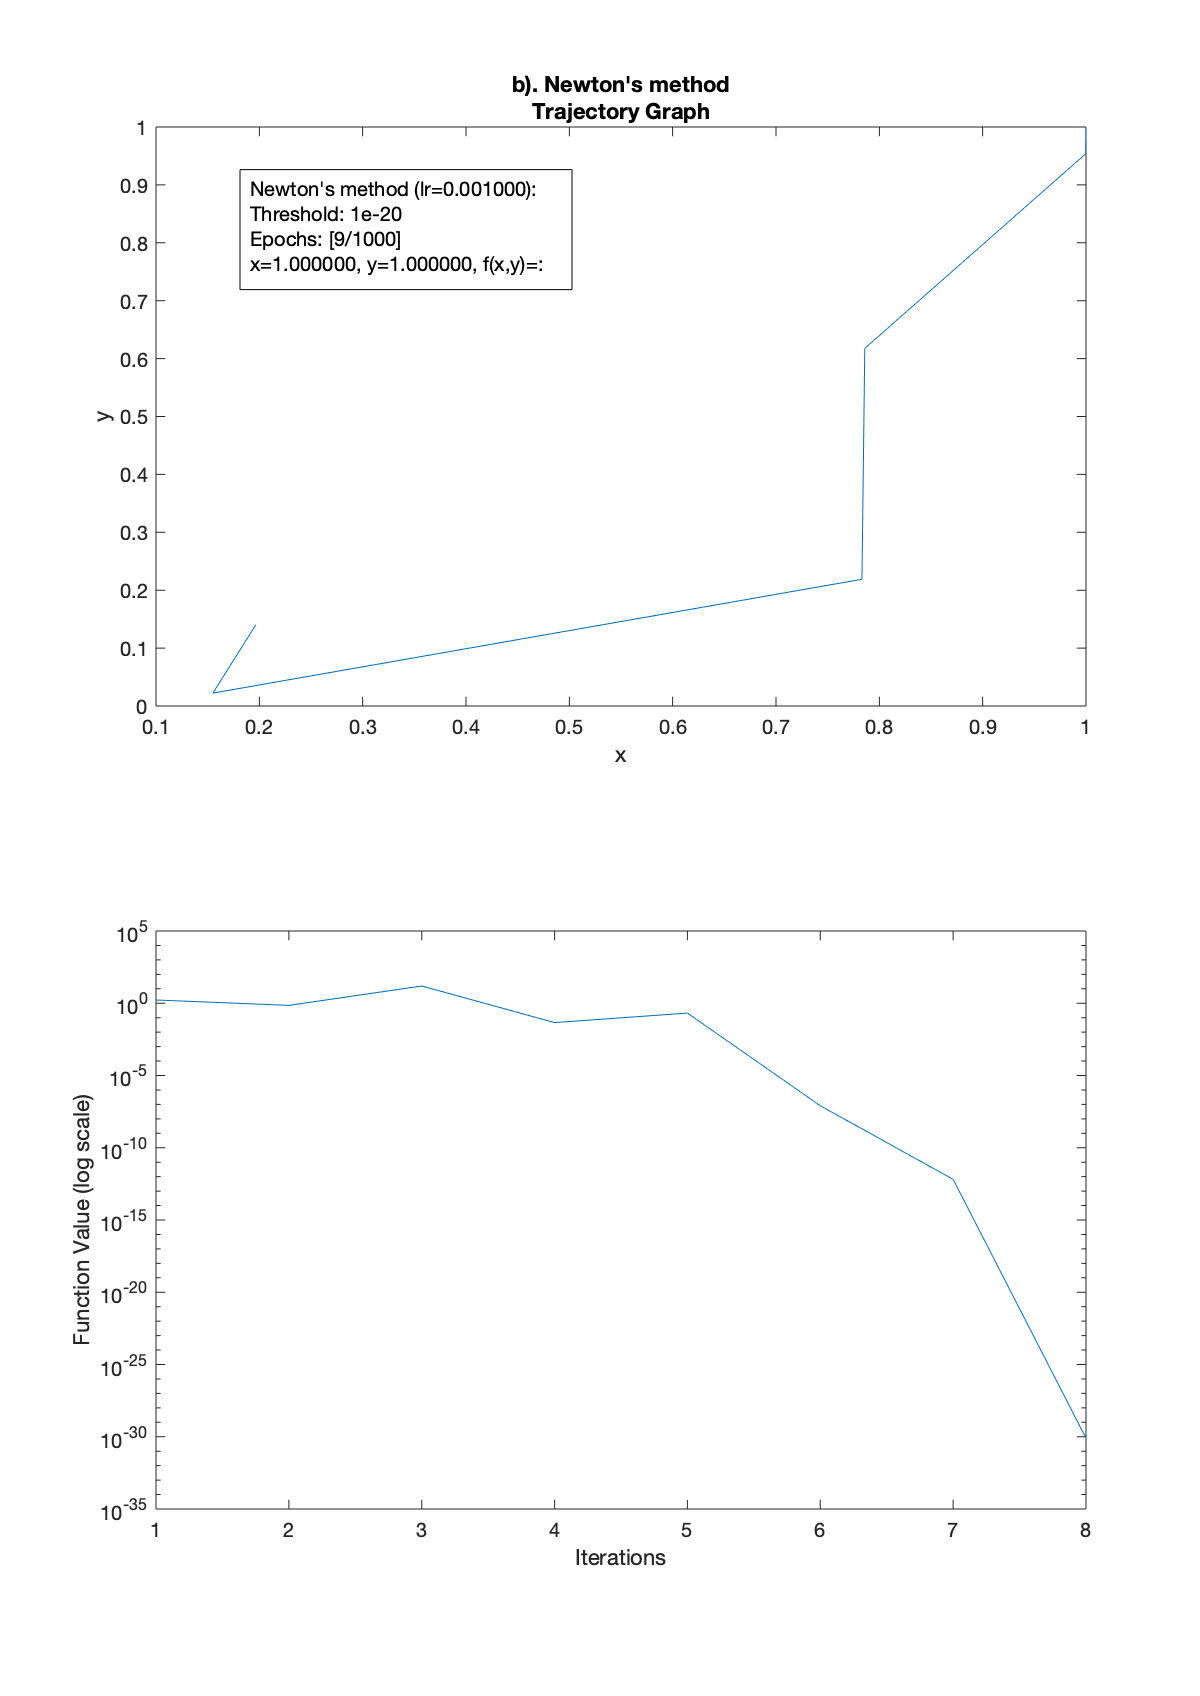 b). Newton's method
Trajectory Graph
1
0.9
0.8
0.7
0.6
0.5
0.4
0.3
0.2
0.1
0
y
Newton's method (lr=0.001000):
Threshold: 1e-20
Epochs: [9/1000]
x=1.000000, y=1.000000, f(x,y)=:
0.1 0.2 0.3 0.4 0.5 0.6 0.7 0.8 0.9 1
x
10^5
10^0
10^-5
10^-10
10^-15
10^-20
10^-25
10^-30
10^-35
Function Value (log scale)
1 2 3 4 5 6 7 8
Iterations